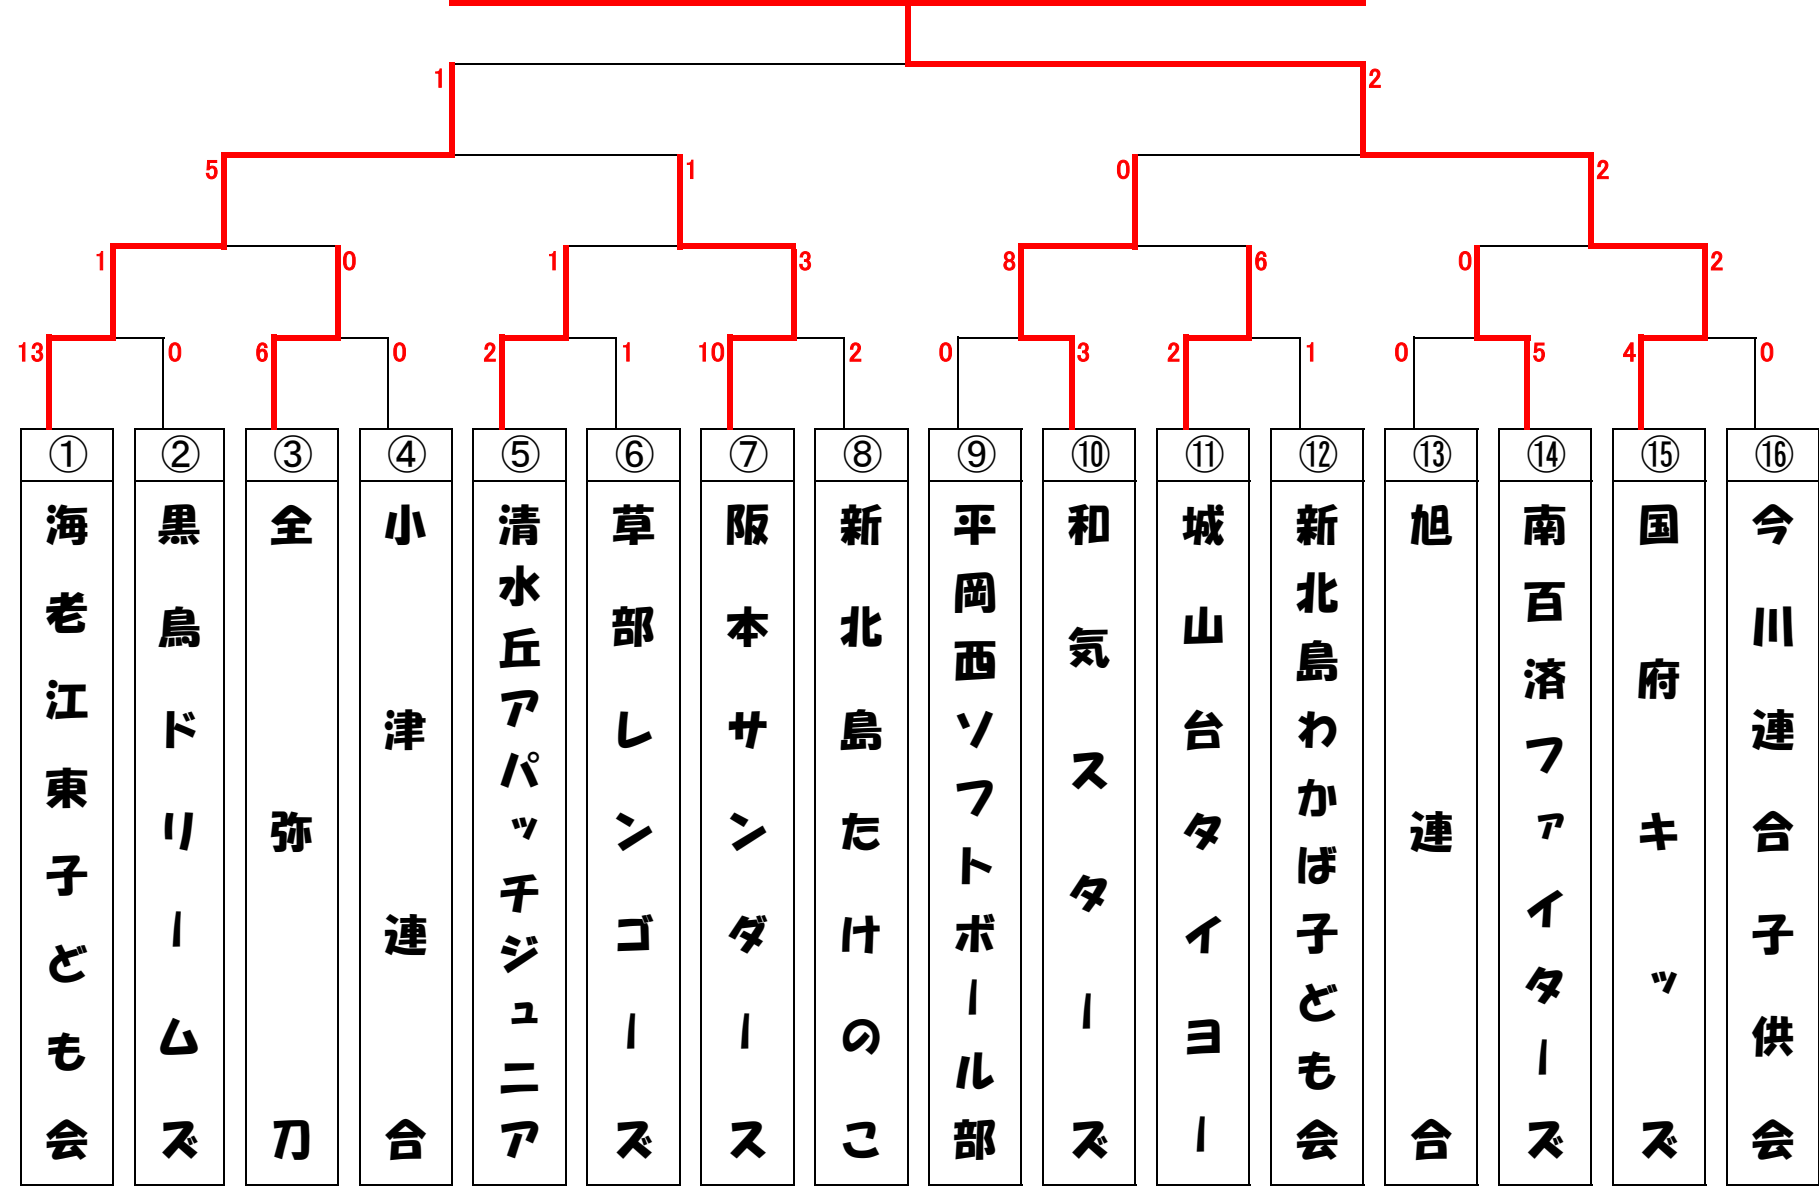 1 2
5 1 0 2
1 0 1 3 8 6 0 2
13 0 6 0 2 1 10 2 0 3 2 1 0 5 4 0
① ② ③ ④ ⑤ ⑥ ⑦ ⑧ ⑨ ⑩ ⑪ ⑫ ⑬ ⑭ ⑮ ⑯
海老江東子ども会
黒鳥ドリームズ
全弥刀
小津連合
清水丘アパッチジュニア
草部レンゴーズ
阪本サンダース
新北島たけのこ
平岡西ソフトボール部
和気スターズ
城山台タイヨー
新北島わかば子ども会
旭連合
南百済ファイターズ
国府キッズ
今川連合子供会